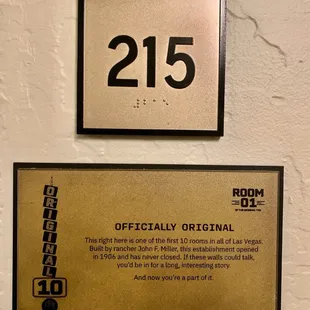 215
ORIGINAL
10
ROOM
01
OFFICIALLY ORIGINAL
This right here is one of the first 10 rooms in all of Las Vegas.
Built by rancher John F. Miller, this establishment opened
in 1906 and has never closed. If these walls could talk,
you'd be in for a long, interesting story.
And now you're a part of it.